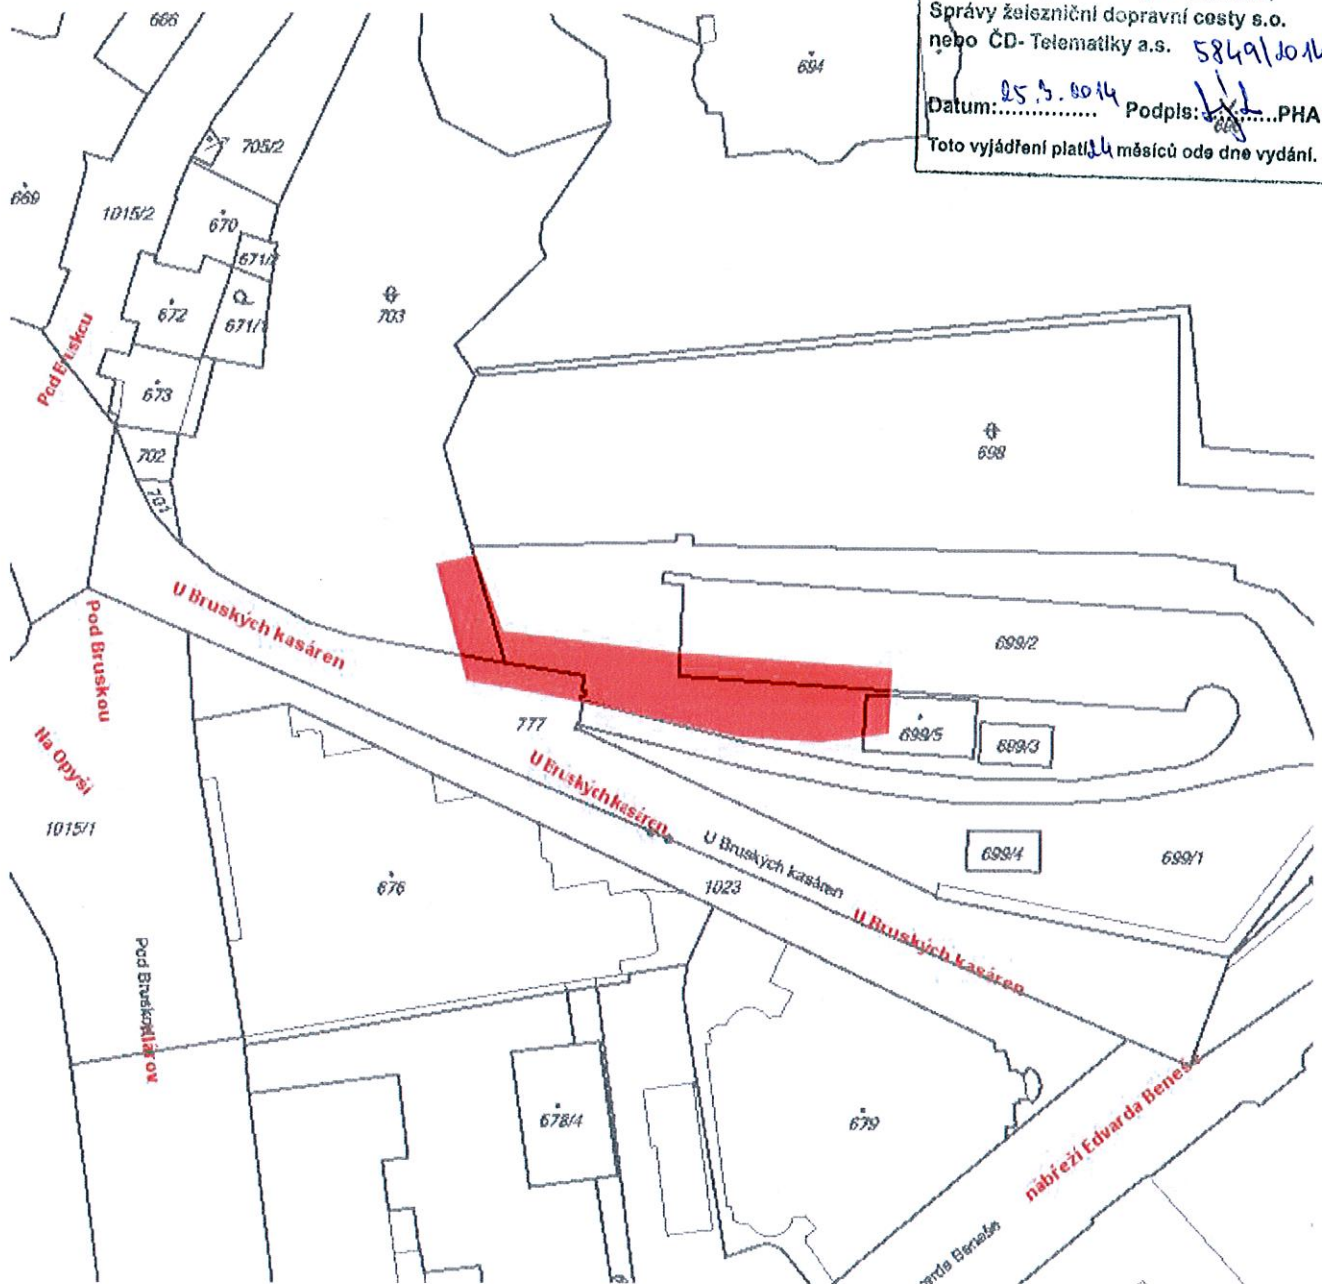 Správy železniční dopravní cesty s.o.
nebo ČD- Telematiky a.s. 5849/2014
Datum: 25.3.2014 Podpis: PHA
Toto vyjádření platí 24 měsíců ode dne vydání.
666
694
705/2
669
1015/2
670
671/1
672
703
Pod Bruskou
673
698
702
701
U Bruských kasáren
Pod Bruskou
699/2
777
699/5
699/3
Na Opyši
U Bruských kasáren
1015/1
U Bruských kasáren
699/4
699/1
676
1023
U Bruských kasáren
Pod Bruskou
Klárov
678/4
679
nábřeží Edvarda Beneše
arda Beneše